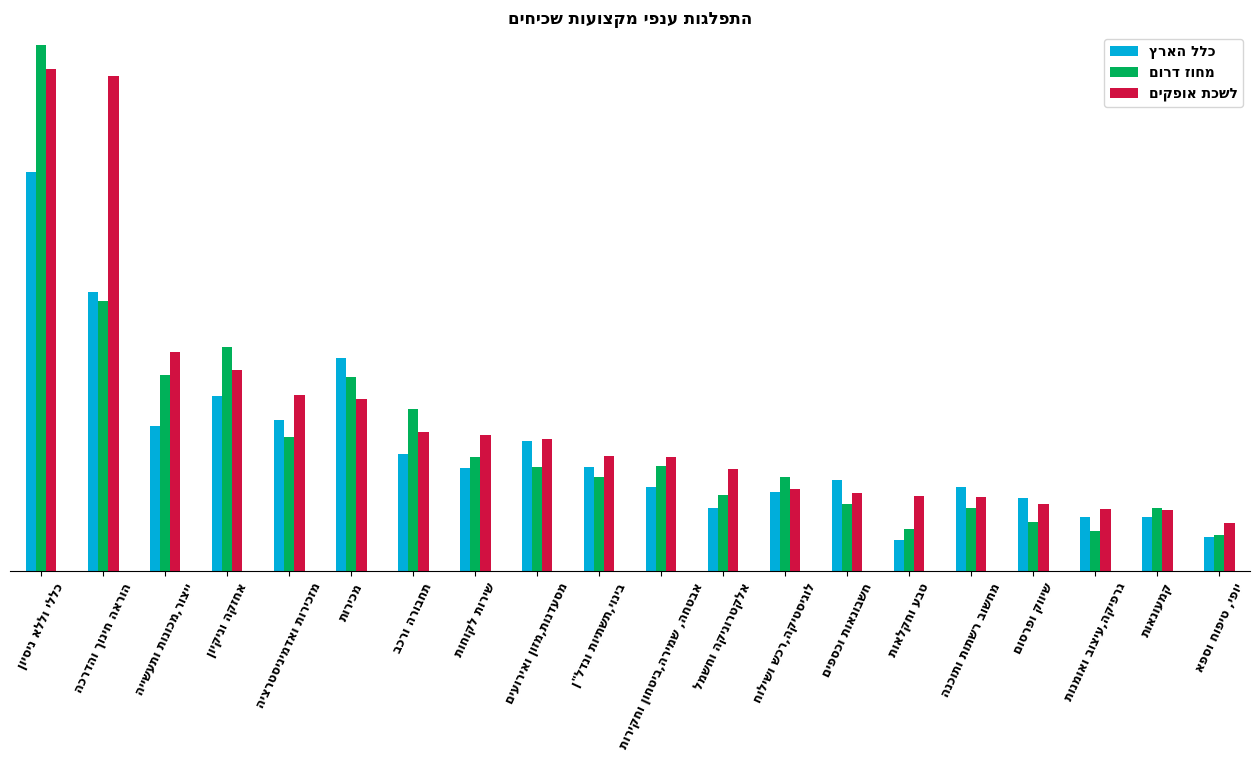 התפלגות ענפי מקצועות שכיחים
כלל הארץ
מחוז דרום
לשכת אופקים
כללי וללא ניסיון
הוראה חינוך והדרכה
ייצור,מכונות ותעשייה
אחזקה וניקיון
מזכירות ואדמיניסטרציה
מכירות
תחבורה ורכב
שירות לקוחות
מסעדנות,מזון ואירועים
בינוי,תשתיות ונדל"ן
אבטחה, שמירה,ביטחון וחקירות
אלקטרוניקה וחשמל
לוגיסטיקה,רכש ושילוח
חשבונאות וכספים
טבע וחקלאות
מחשוב רשתות ותוכנה
שיווק ופרסום
גרפיקה,עיצוב ואומנות
קמעונאות
יופי, טיפוח וספא